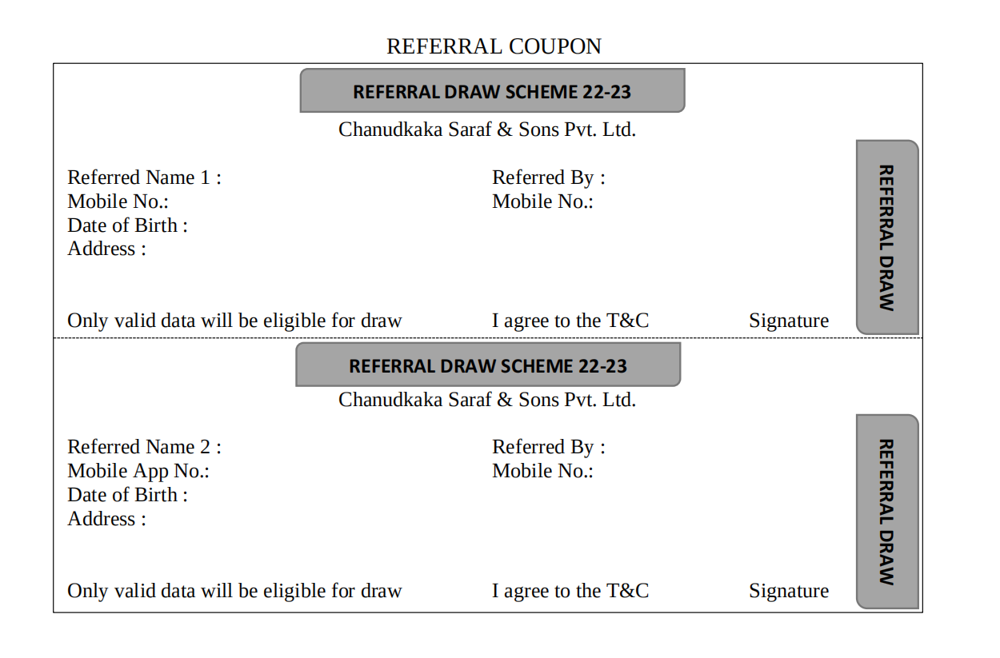 REFERRAL COUPON
REFERRAL DRAW SCHEME 22-23
Chanudkaka Saraf & Sons Pvt. Ltd.
Referred Name 1 : Referred By :
Mobile No.: Mobile No.:
Date of Birth :
Address :
Only valid data will be eligible for draw I agree to the T&C Signature
REFERRAL DRAW
REFERRAL DRAW SCHEME 22-23
Chanudkaka Saraf & Sons Pvt. Ltd.
Referred Name 2 : Referred By :
Mobile App No.: Mobile No.:
Date of Birth :
Address :
Only valid data will be eligible for draw I agree to the T&C Signature
REFERRAL DRAW